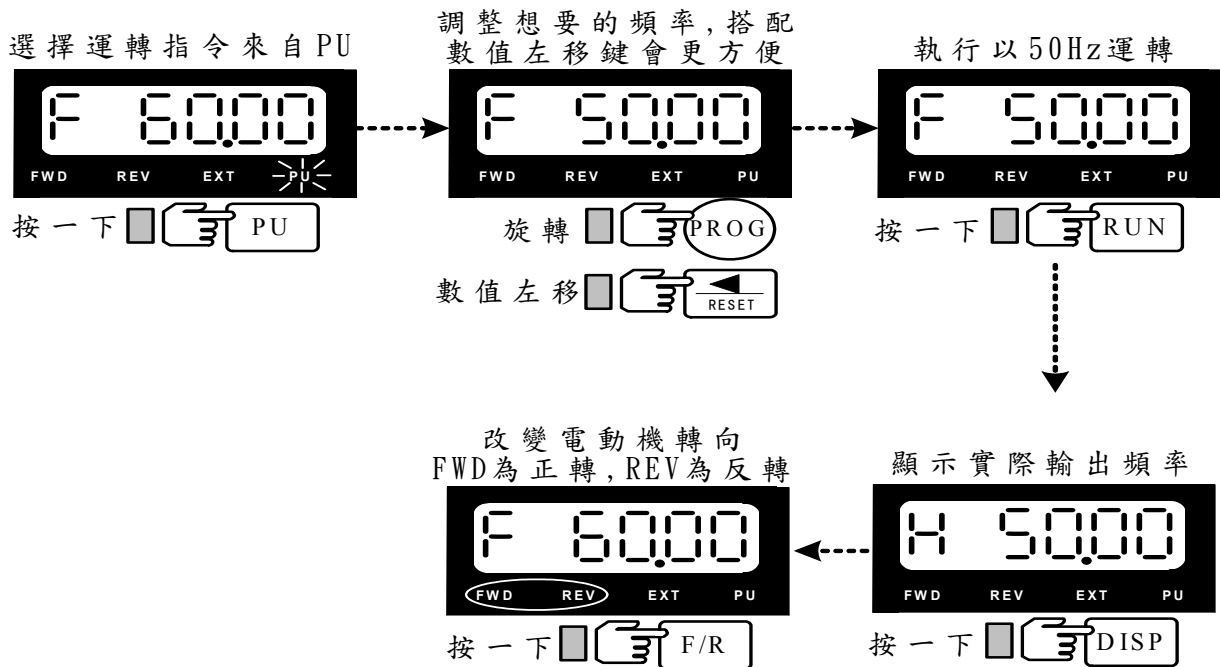 選擇運轉指令來自PU
F 60.00
FWD REV EXT PU
按一下 PU
調整想要的頻率,搭配
數值左移鍵會更方便
F 50.00
FWD REV EXT PU
旋轉 PROG
數值左移 ◀ RESET
執行以50Hz運轉
F 50.00
FWD REV EXT PU
按一下 RUN
顯示實際輸出頻率
H 50.00
FWD REV EXT PU
按一下 DISP
改變電動機轉向
FWD為正轉,REV為反轉
F 60.00
FWD REV EXT PU
按一下 F/R